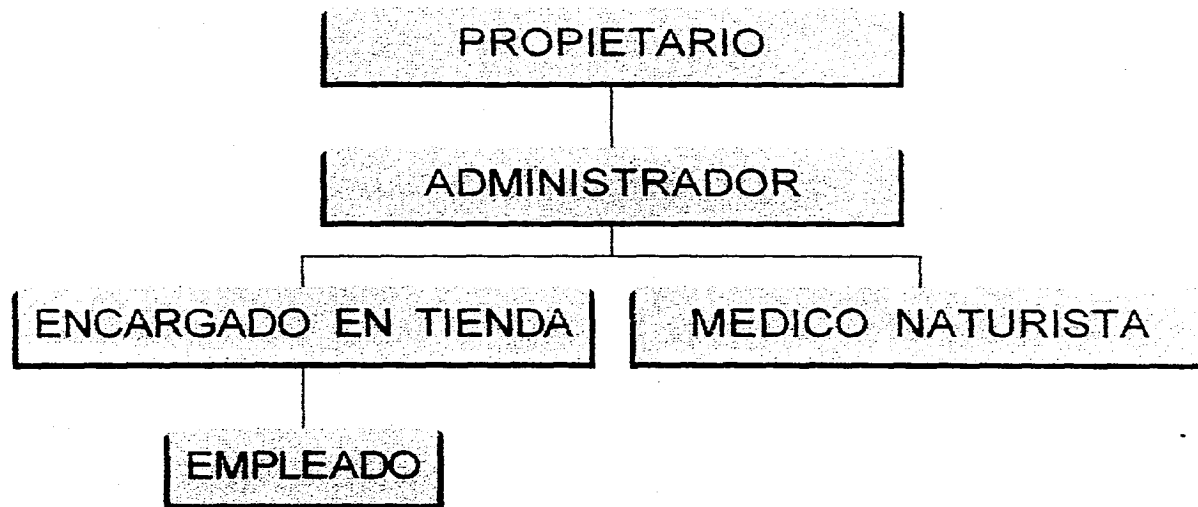 PROPIETARIO
ADMINISTRADOR
ENCARGADO EN TIENDA
MEDICO NATURISTA
EMPLEADO